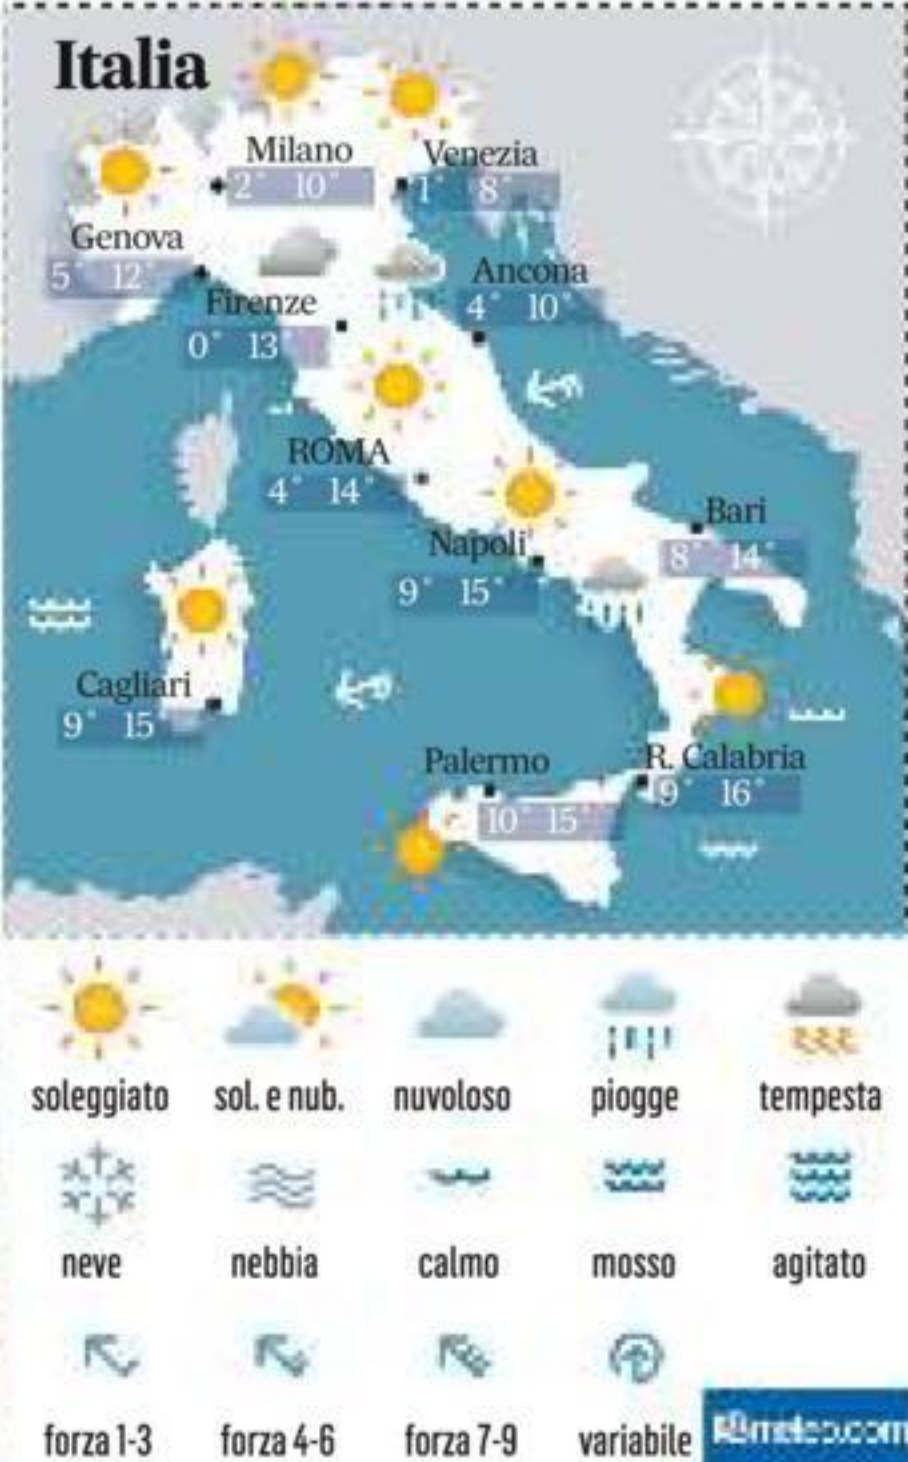 Italia
Milano
2° 10°
Venezia
1° 8°
Genova
5° 12°
Ancona
4° 10°
Firenze
0° 13°
ROMA
4° 14°
Bari
8° 14°
Napoli
9° 15°
Cagliari
9° 15°
Palermo
10° 15°
R. Calabria
9° 16°
soleggiato sol. e nub. nuvoloso piogge tempesta
neve nebbia calmo mosso agitato
forza 1-3 forza 4-6 forza 7-9 variabile